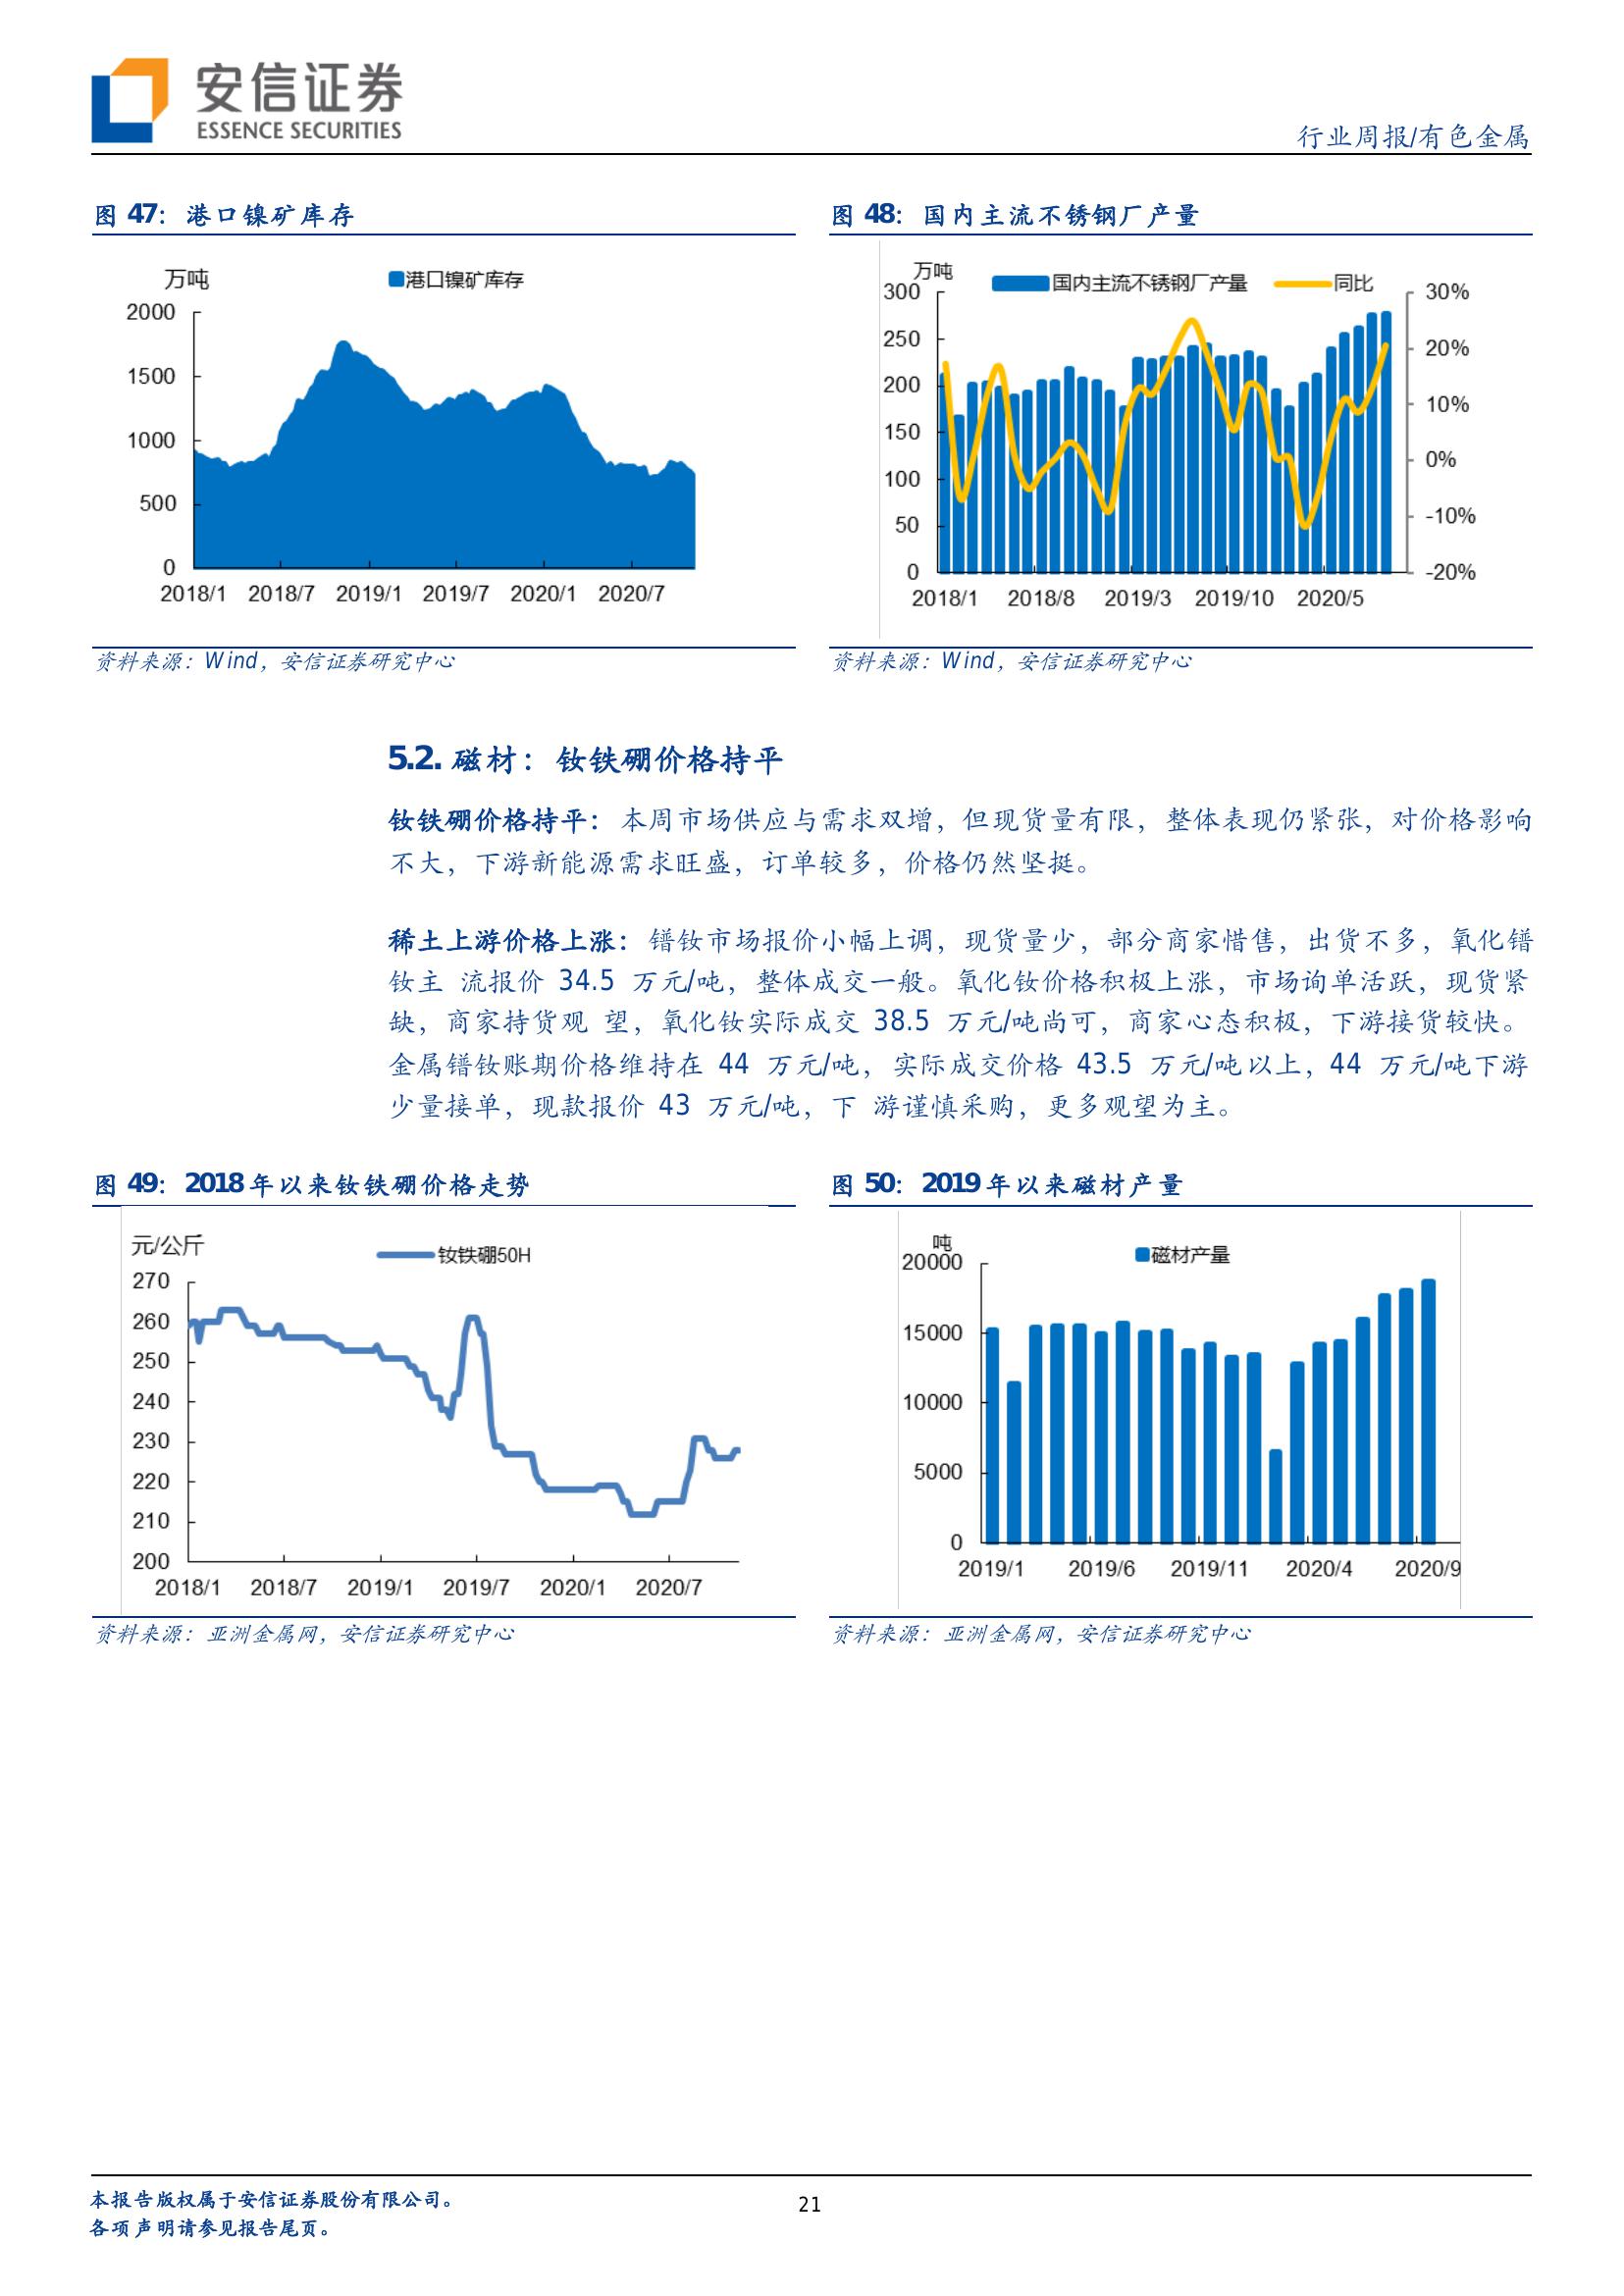 安信证券
ESSENCE SECURITIES
行业周报/有色金属
图 47：港口镍矿库存
万吨
港口镍矿库存
2000
1500
1000
500
0
2018/1 2018/7 2019/1 2019/7 2020/1 2020/7
资料来源：Wind，安信证券研究中心
图 48：国内主流不锈钢厂产量
万吨
国内主流不锈钢厂产量 同比
300 30%
250
20%
200
10%
150
0%
100
-10%
50
0 -20%
2018/1 2018/8 2019/3 2019/10 2020/5
资料来源：Wind，安信证券研究中心
5.2. 磁材：钕铁硼价格持平
钕铁硼价格持平：本周市场供应与需求双增，但现货量有限，整体表现仍紧张，对价格影响
不大，下游新能源需求旺盛，订单较多，价格仍然坚挺。
稀土上游价格上涨：镨钕市场报价小幅上调，现货量少，部分商家惜售，出货不多，氧化镨
钕主 流报价 34.5 万元/吨，整体成交一般。氧化钕价格积极上涨，市场询单活跃，现货紧
缺，商家持货观 望，氧化钕实际成交 38.5 万元/吨尚可，商家心态积极，下游接货较快。
金属镨钕账期价格维持在 44 万元/吨，实际成交价格 43.5 万元/吨以上，44 万元/吨下游
少量接单，现款报价 43 万元/吨，下 游谨慎采购，更多观望为主。
图 49：2018 年以来钕铁硼价格走势
元/公斤
钕铁硼50H
270
260
250
240
230
220
210
200
2018/1 2018/7 2019/1 2019/7 2020/1 2020/7
资料来源：亚洲金属网，安信证券研究中心
图 50：2019 年以来磁材产量
吨
磁材产量
20000
15000
10000
5000
0
2019/1 2019/6 2019/11 2020/4 2020/9
资料来源：亚洲金属网，安信证券研究中心
本报告版权属于安信证券股份有限公司。
各项声明请参见报告尾页。
21